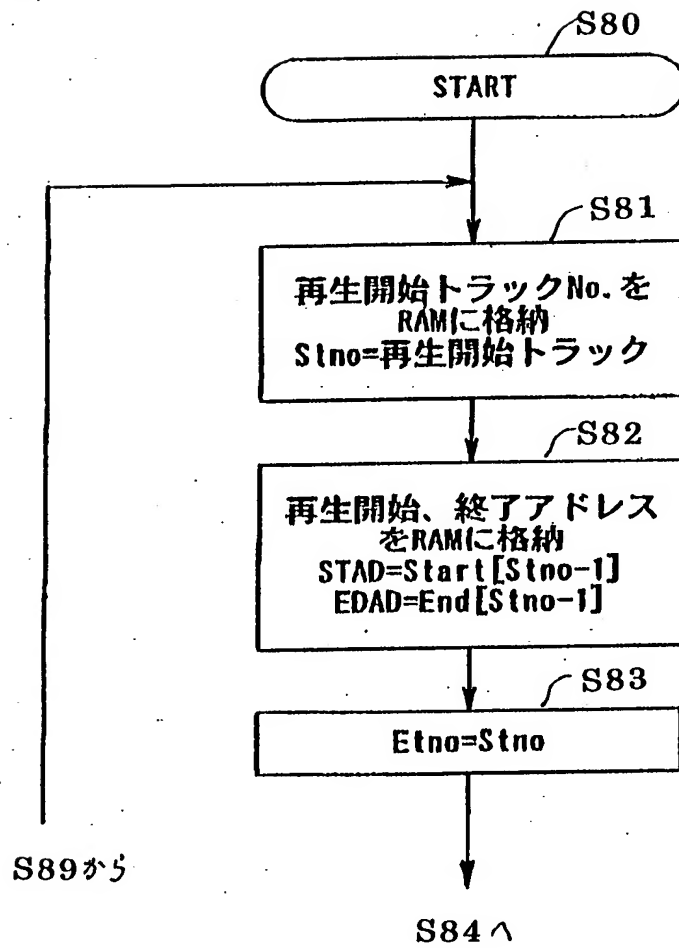 S80
START
S81
再生開始トラックNo.を
RAMに格納
Stno=再生開始トラック
S82
再生開始、終了アドレス
をRAMに格納
STAD=Start[Stno-1]
EDAD=End[Stno-1]
S83
Etno=Stno
S89から
S84へ